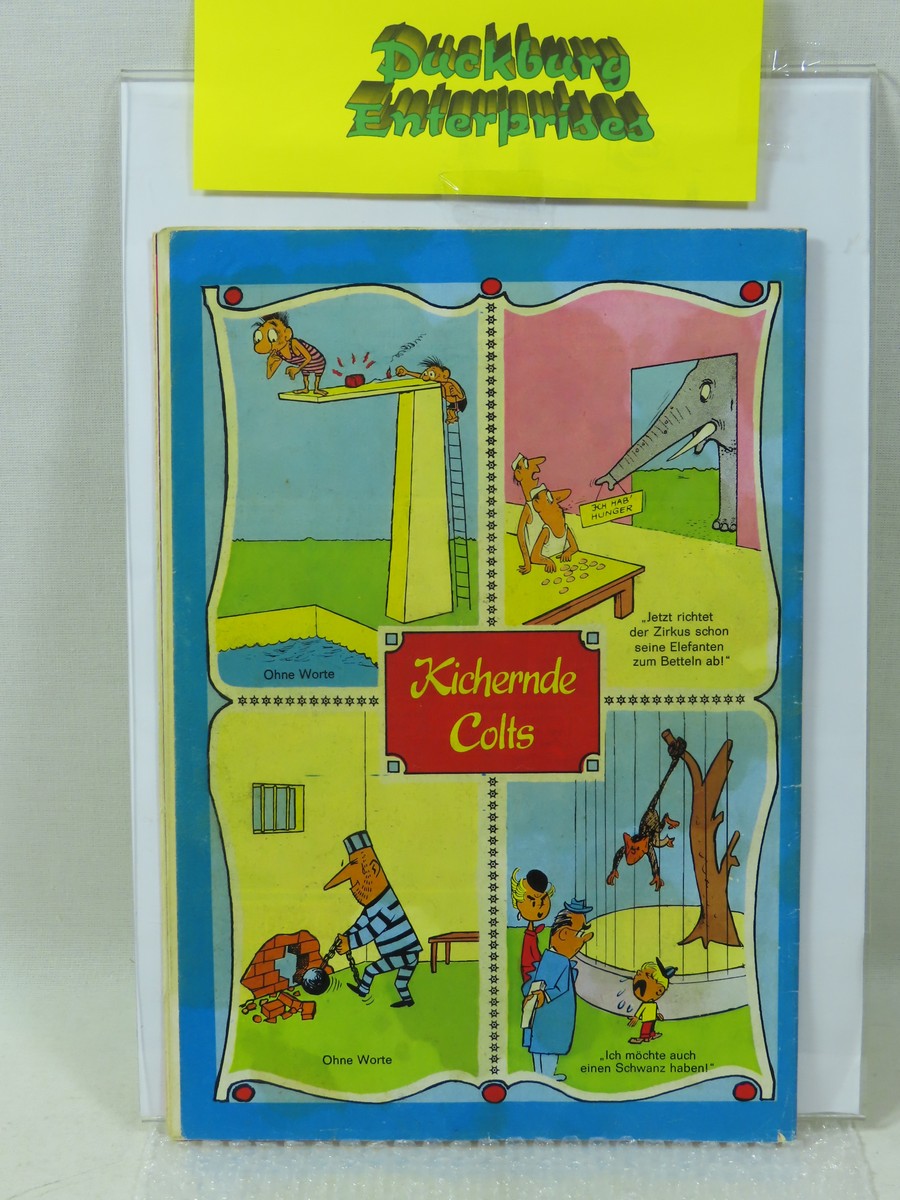 Duckburg
Enterprises
Ohne Worte
ICH HAB'
HUNGER
„Jetzt richtet
der Zirkus schon
seine Elefanten
zum Betteln ab!"
Kichernde
Colts
Ohne Worte
„Ich möchte auch
einen Schwanz haben!"